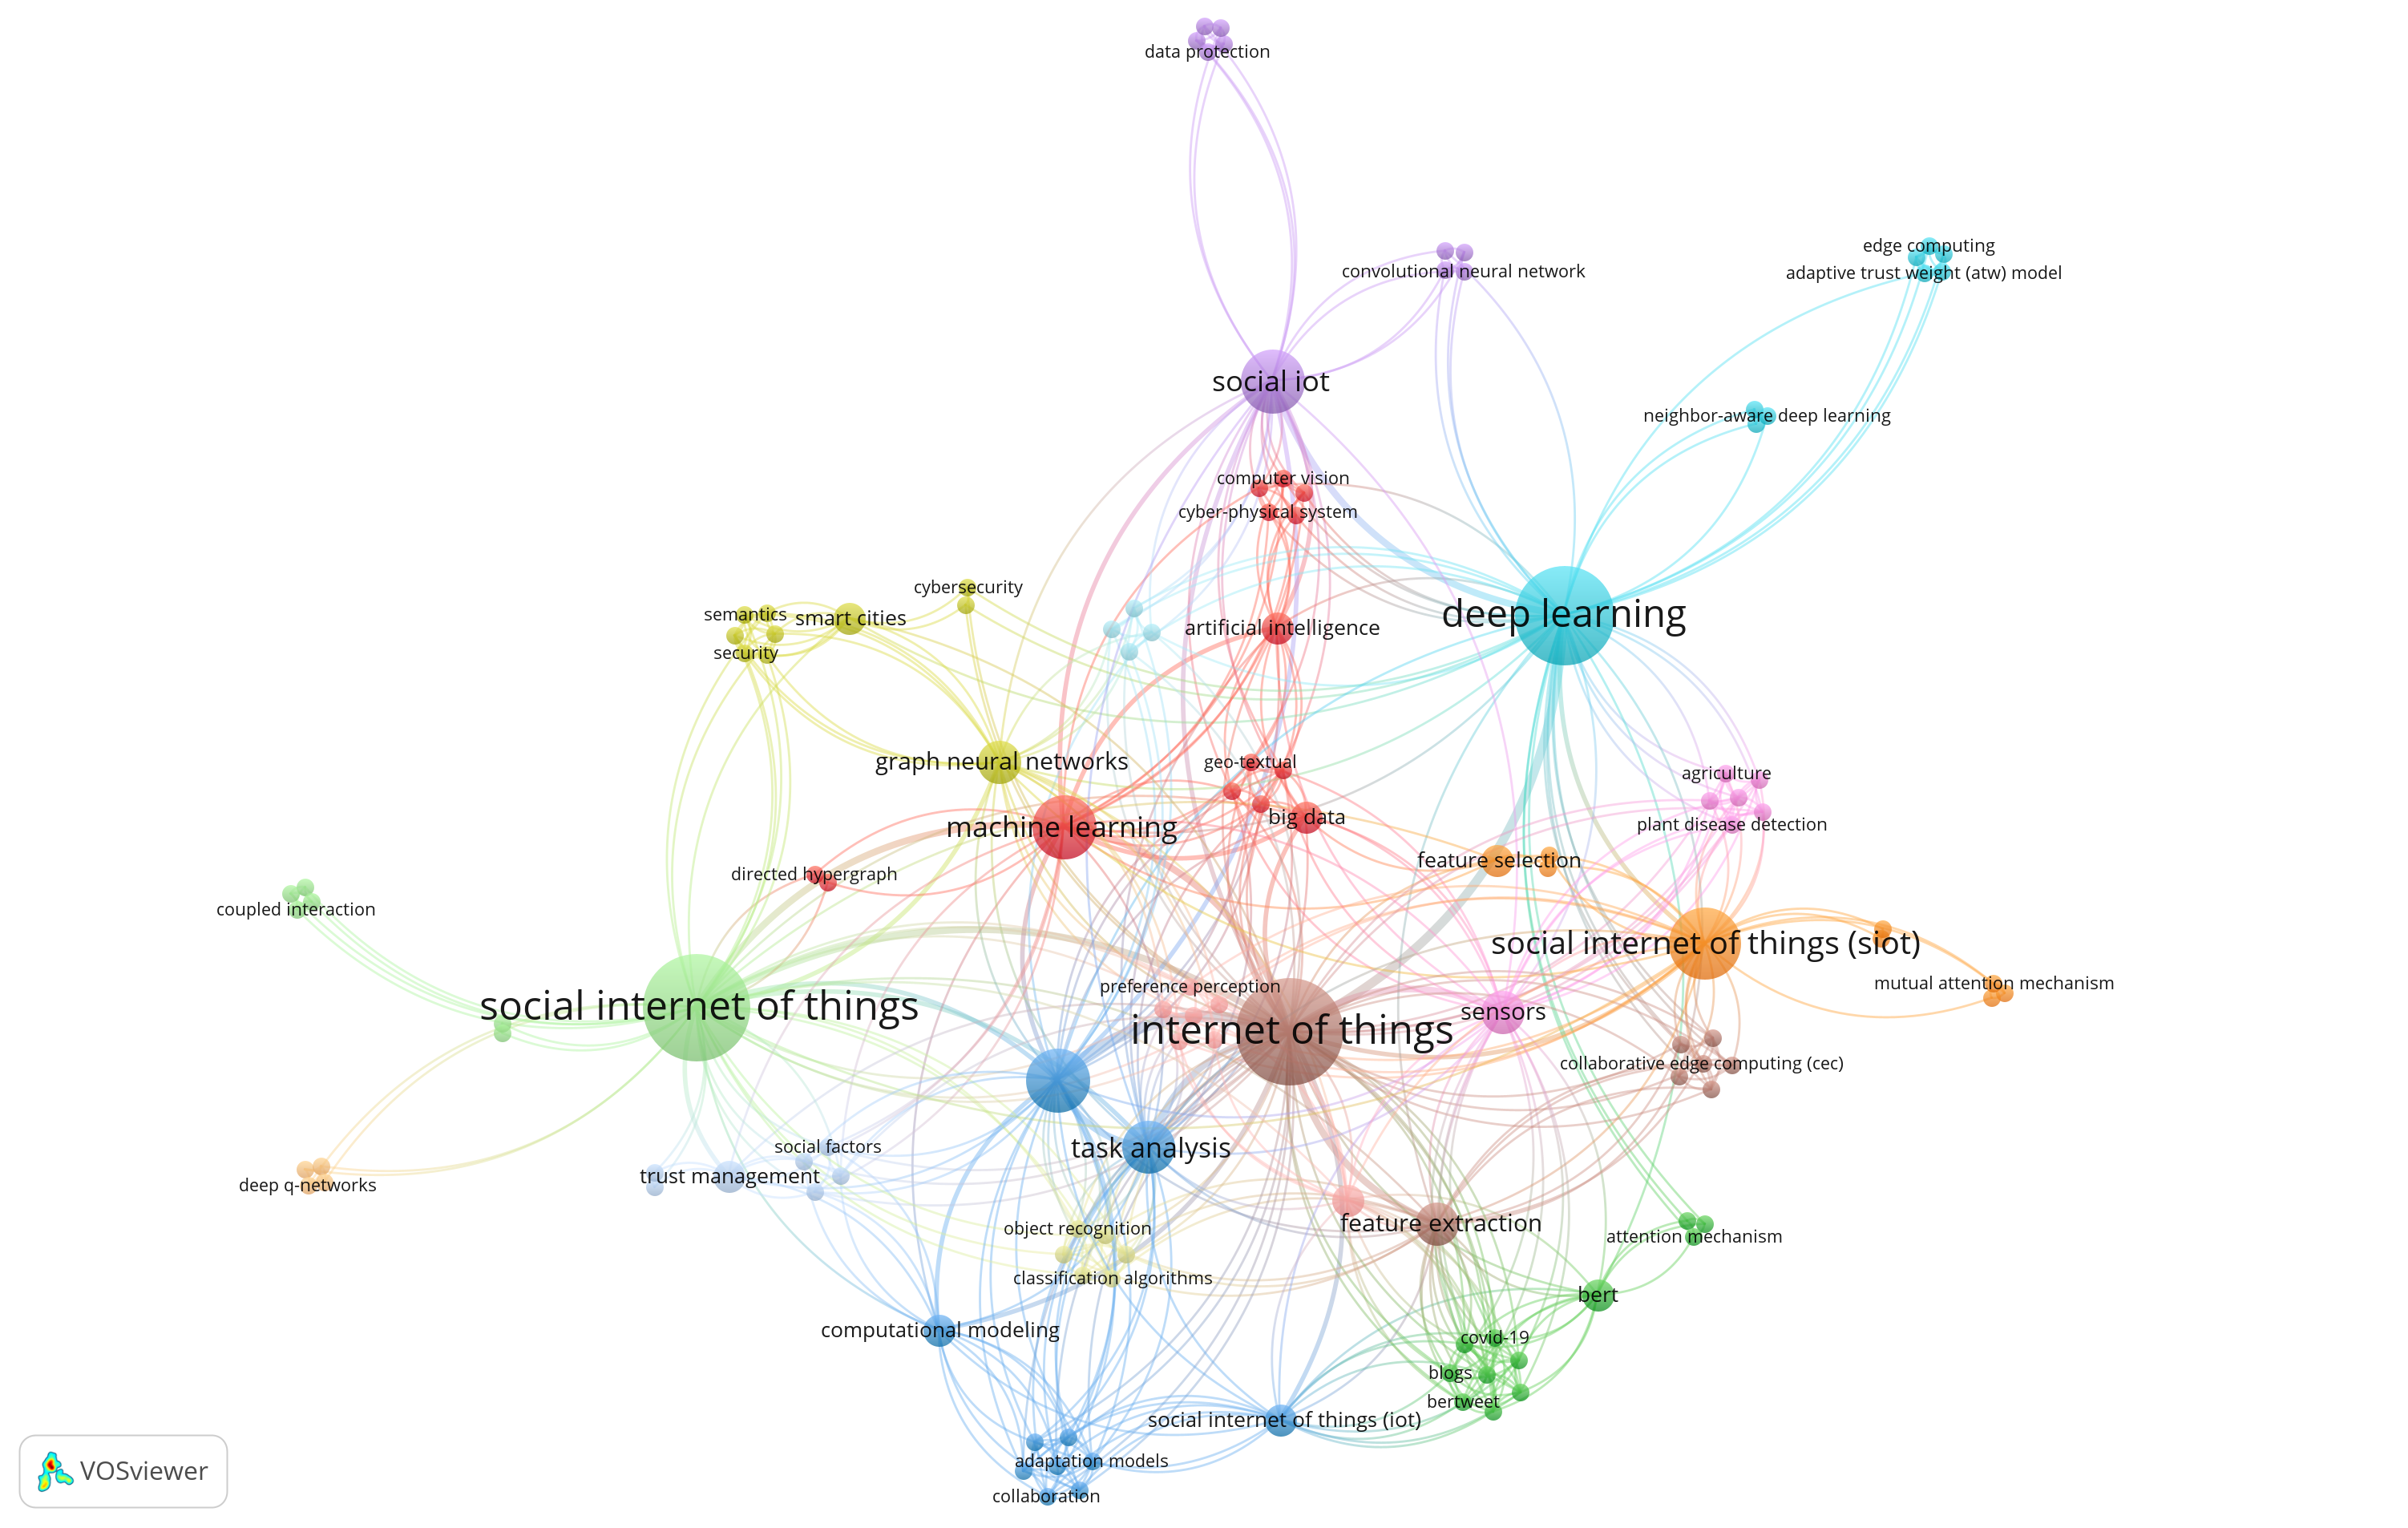 data protection
edge computing
convolutional neural network
adaptive trust weight (atw) model
social iot
neighbor-aware deep learning
computer vision
cyber-physical system
cybersecurity
semantics
smart cities
deep learning
artificial intelligence
security
graph neural networks
geo-textual
agriculture
big data
plant disease detection
machine learning
feature selection
directed hypergraph
coupled interaction
social internet of things (siot)
mutual attention mechanism
preference perception
social internet of things
sensors
internet of things
collaborative edge computing (cec)
social factors
task analysis
trust management
deep q-networks
feature extraction
object recognition
attention mechanism
classification algorithms
bert
computational modeling
covid-19
blogs
bertweet
social internet of things (iot)
adaptation models
VOSviewer
collaboration